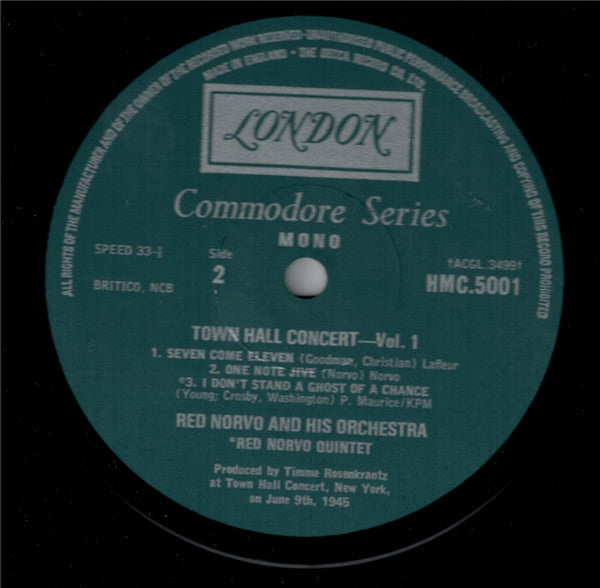 ALL RIGHTS OF THE MANUFACTURER AND OF THE OWNER OF THE RECORDED WORK RESERVED · UNAUTHORISED PUBLIC PERFORMANCE BROADCASTING AND COPYING OF THIS RECORD PROHIBITED
MADE IN ENGLAND - THE DECCA RECORD CO. LTD.
LONDON
Commodore Series
MONO
SPEED 33-⅓
Side
2
†ACGL.3499†
BRITICO, NCB
HMC.5001
TOWN HALL CONCERT—Vol. 1
1. SEVEN COME ELEVEN (Goodman, Christian) Lafleur
2. ONE NOTE JIVE (Norvo) Norvo
*3. I DON'T STAND A GHOST OF A CHANCE
(Young; Crosby, Washington) P. Maurice/KPM
RED NORVO AND HIS ORCHESTRA
*RED NORVO QUINTET
Produced by Timme Rosenkrantz
at Town Hall Concert, New York,
on June 9th, 1945